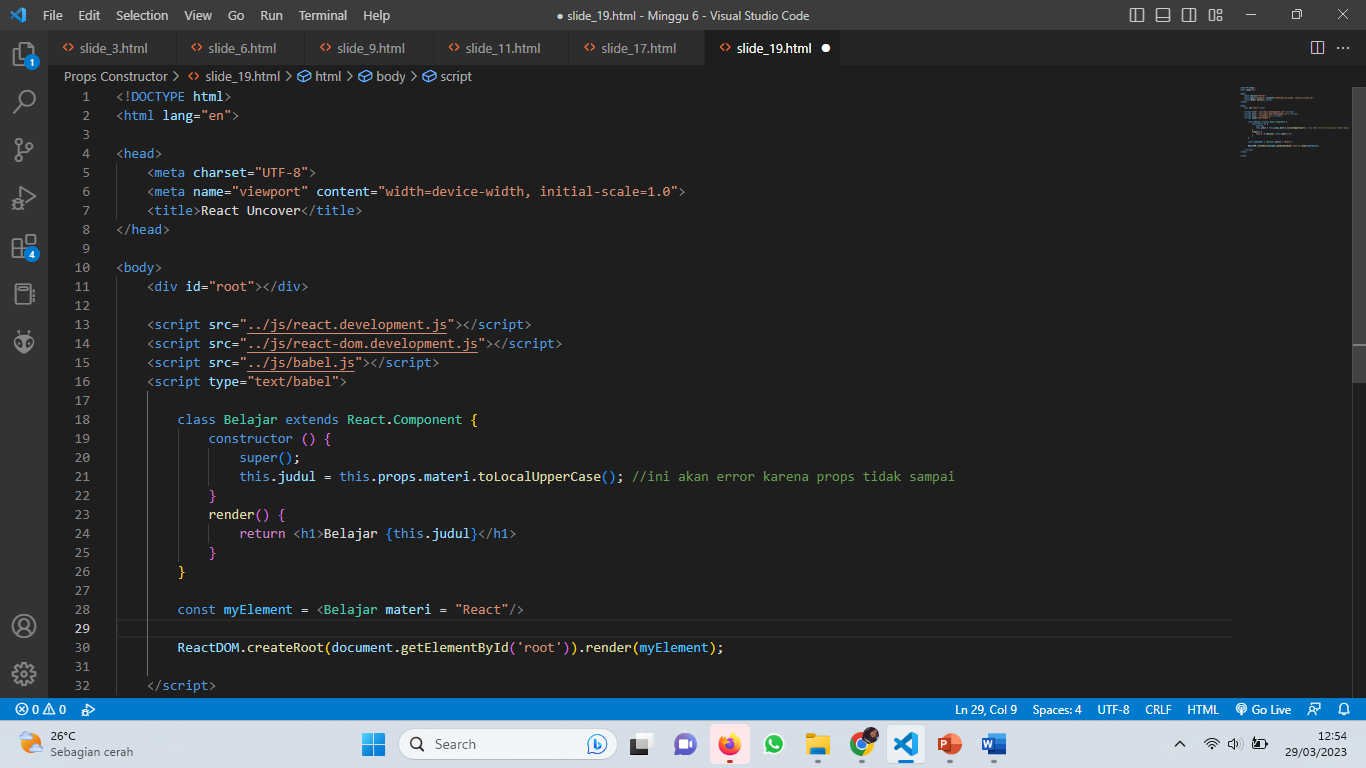 File Edit Selection View Go Run Terminal Help ● slide_19.html - Minggu 6 - Visual Studio Code
slide_3.html slide_6.html slide_9.html slide_11.html slide_17.html slide_19.html
Props Constructor > slide_19.html > html > body > script
1 <!DOCTYPE html>
2 <html lang="en">
3
4 <head>
5 <meta charset="UTF-8">
6 <meta name="viewport" content="width=device-width, initial-scale=1.0">
7 <title>React Uncover</title>
8 </head>
9
10 <body>
11 <div id="root"></div>
12
13 <script src="../js/react.development.js"></script>
14 <script src="../js/react-dom.development.js"></script>
15 <script src="../js/babel.js"></script>
16 <script type="text/babel">
17
18 class Belajar extends React.Component {
19 constructor () {
20 super();
21 this.judul = this.props.materi.toLocalUpperCase(); //ini akan error karena props tidak sampai
22 }
23 render() {
24 return <h1>Belajar {this.judul}</h1>
25 }
26 }
27
28 const myElement = <Belajar materi = "React"/>
29
30 ReactDOM.createRoot(document.getElementById('root')).render(myElement);
31
32 </script>
1
4
0 0 Ln 29, Col 9 Spaces: 4 UTF-8 CRLF HTML Go Live
26°C
Sebagian cerah
Search
12:54
29/03/2023